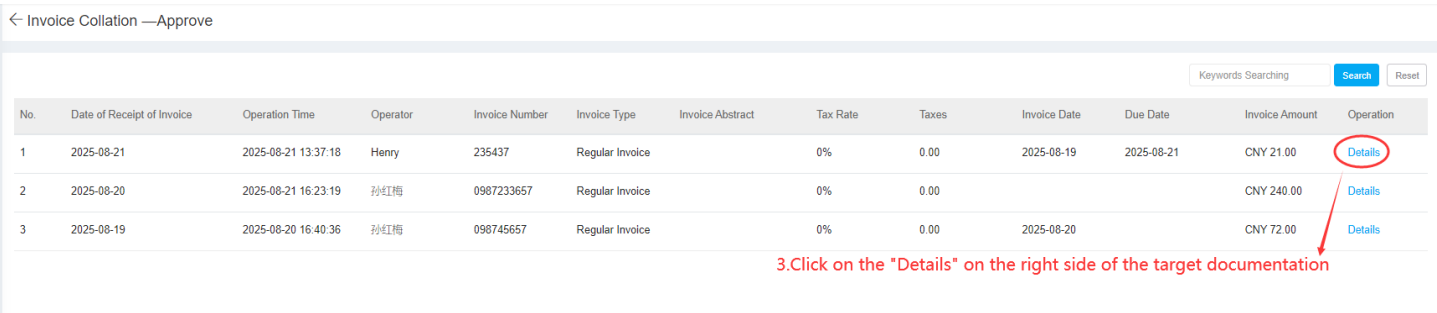 ← Invoice Collation —Approve
Keywords Searching Search Reset
No. Date of Receipt of Invoice Operation Time Operator Invoice Number Invoice Type Invoice Abstract Tax Rate Taxes Invoice Date Due Date Invoice Amount Operation
1 2025-08-21 2025-08-21 13:37:18 Henry 235437 Regular Invoice 0% 0.00 2025-08-19 2025-08-21 CNY 21.00 Details
2 2025-08-20 2025-08-21 16:23:19 孙红梅 0987233657 Regular Invoice 0% 0.00 CNY 240.00 Details
3 2025-08-19 2025-08-20 16:40:36 孙红梅 098745657 Regular Invoice 0% 0.00 2025-08-20 CNY 72.00 Details
3.Click on the "Details" on the right side of the target documentation